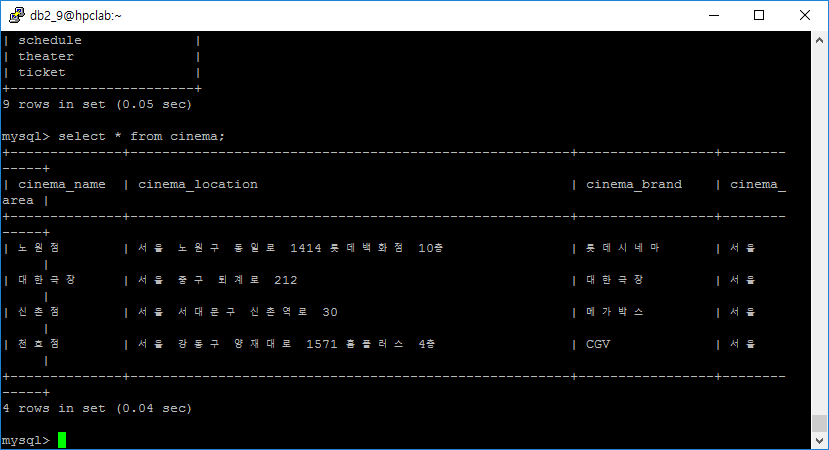 db2_9@hpclab:~
| schedule              |
| theater               |
| ticket                |
+-----------------------+
9 rows in set (0.05 sec)
mysql> select * from cinema;
+--------------+-------------------------------------------------------+-----------------+--------
-----+
| cinema_name  | cinema_location                                       | cinema_brand    | cinema_
area |
+--------------+-------------------------------------------------------+-----------------+--------
-----+
| 노원점        | 서울 노원구 동일로 1414 롯데백화점 10층        | 롯데시네마    | 서울
     |
| 대한극장      | 서울 중구 퇴계로 212        | 대한극장    | 서울
     |
| 신촌점        | 서울 서대문구 신촌역로 30        | 메가박스    | 서울
     |
| 천호점        | 서울 강동구 양재대로 1571 홈플러스 4층        | CGV    | 서울
     |
+--------------+-------------------------------------------------------+-----------------+--------
-----+
4 rows in set (0.04 sec)
mysql>